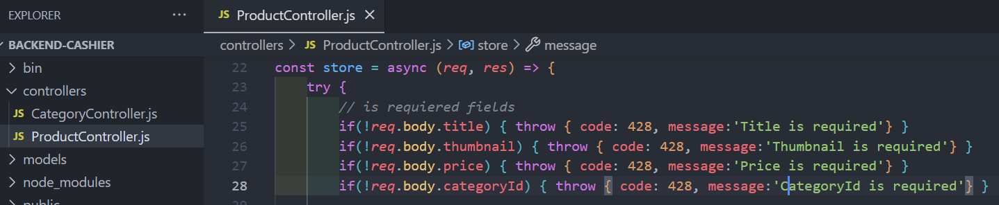 EXPLORER ...
JS ProductController.js ×
BACKEND-CASHIER
controllers > JS ProductController.js > store > message
> bin
controllers
JS CategoryController.js
JS ProductController.js
> models
> node_modules
> public
22 const store = async (req, res) => {
23 try {
24 // is requiered fields
25 if(!req.body.title) { throw { code: 428, message:'Title is required'} }
26 if(!req.body.thumbnail) { throw { code: 428, message:'Thumbnail is required'} }
27 if(!req.body.price) { throw { code: 428, message:'Price is required'} }
28 if(!req.body.categoryId) { throw { code: 428, message:'CategoryId is required'} }